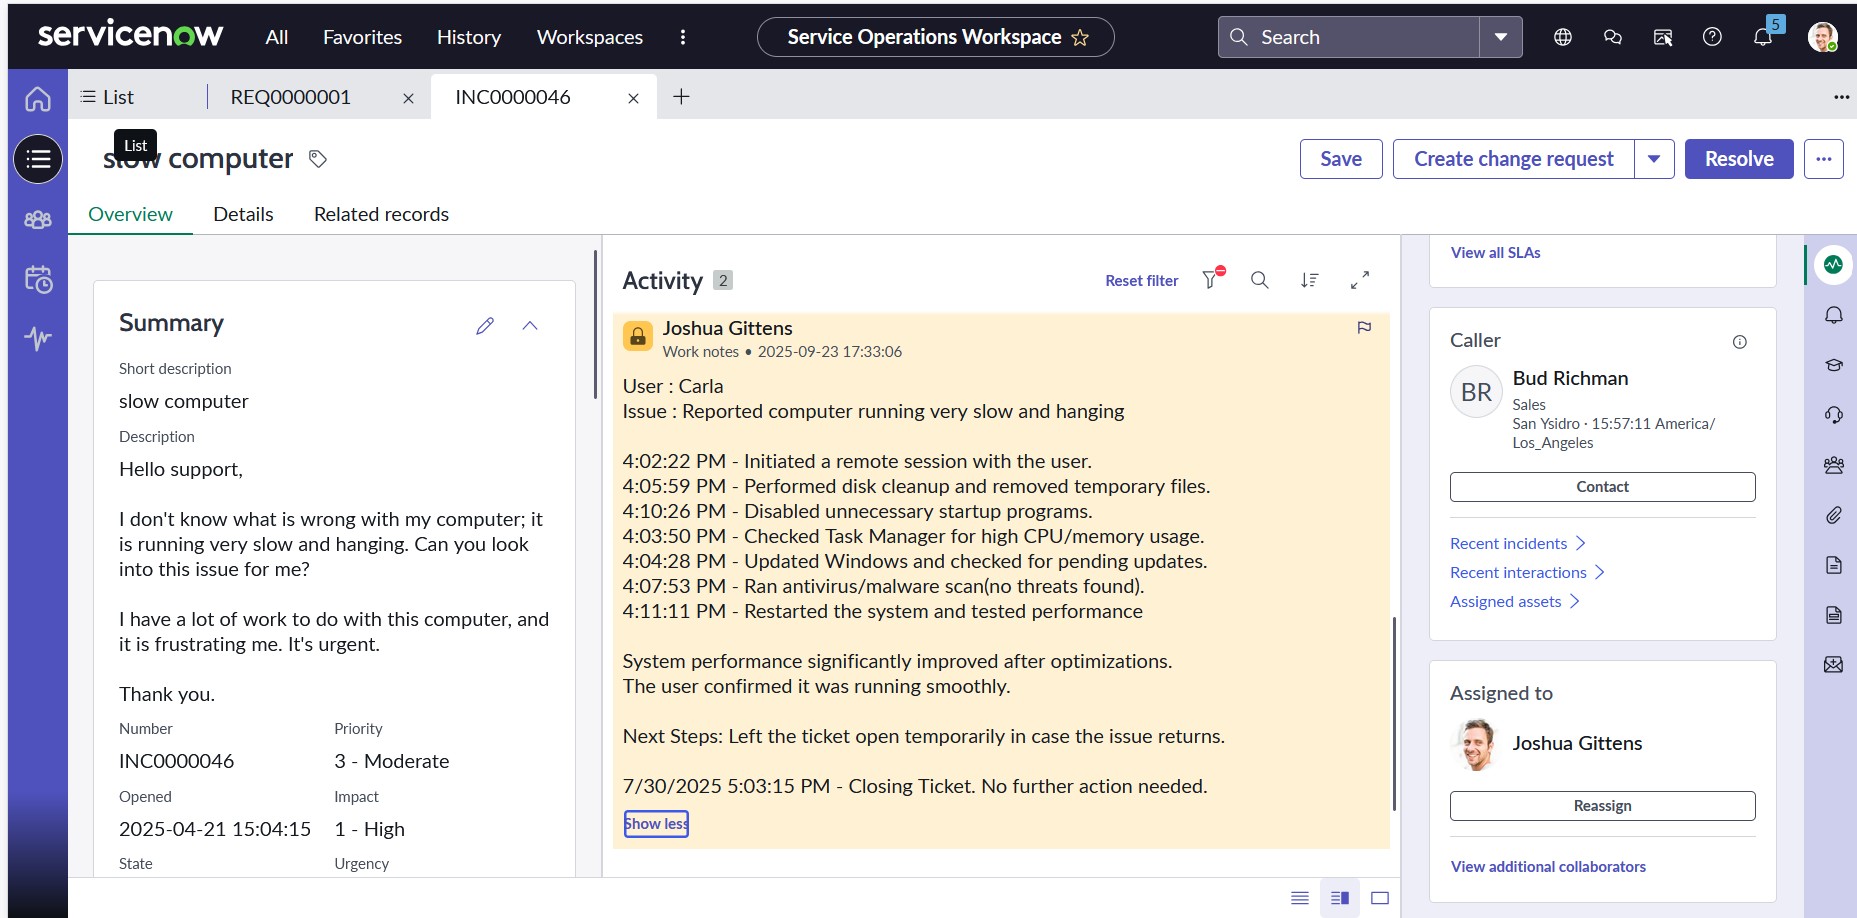 servicenow
All
Favorites
History
Workspaces
Service Operations Workspace
Search
5
List
REQ0000001
INC0000046
List
slow computer
Save
Create change request
Resolve
Overview
Details
Related records
Summary
Short description
slow computer
Description
Hello support,
I don't know what is wrong with my computer; it
is running very slow and hanging. Can you look
into this issue for me?
I have a lot of work to do with this computer, and
it is frustrating me. It's urgent.
Thank you.
Number
Priority
INC0000046
3 - Moderate
Opened
Impact
2025-04-21 15:04:15
1 - High
State
Urgency
Activity 2
Reset filter
Joshua Gittens
Work notes • 2025-09-23 17:33:06
User : Carla
Issue : Reported computer running very slow and hanging
4:02:22 PM - Initiated a remote session with the user.
4:05:59 PM - Performed disk cleanup and removed temporary files.
4:10:26 PM - Disabled unnecessary startup programs.
4:03:50 PM - Checked Task Manager for high CPU/memory usage.
4:04:28 PM - Updated Windows and checked for pending updates.
4:07:53 PM - Ran antivirus/malware scan(no threats found).
4:11:11 PM - Restarted the system and tested performance
System performance significantly improved after optimizations.
The user confirmed it was running smoothly.
Next Steps: Left the ticket open temporarily in case the issue returns.
7/30/2025 5:03:15 PM - Closing Ticket. No further action needed.
Show less
View all SLAs
Caller
BR
Bud Richman
Sales
San Ysidro · 15:57:11 America/
Los_Angeles
Contact
Recent incidents
Recent interactions
Assigned assets
Assigned to
Joshua Gittens
Reassign
View additional collaborators